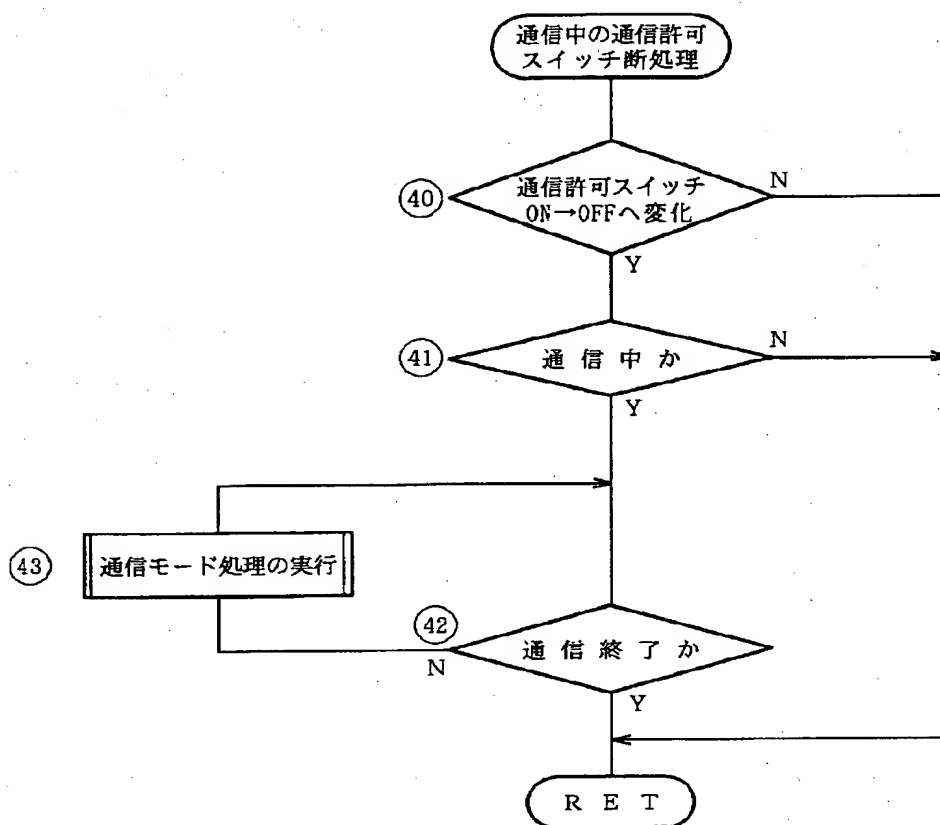 通信中の通信許可
スイッチ断処理
40
通信許可スイッチ
ON→OFFへ変化
N
Y
41
通信中か
N
Y
43
通信モード処理の実行
42
通信終了か
N
Y
RET